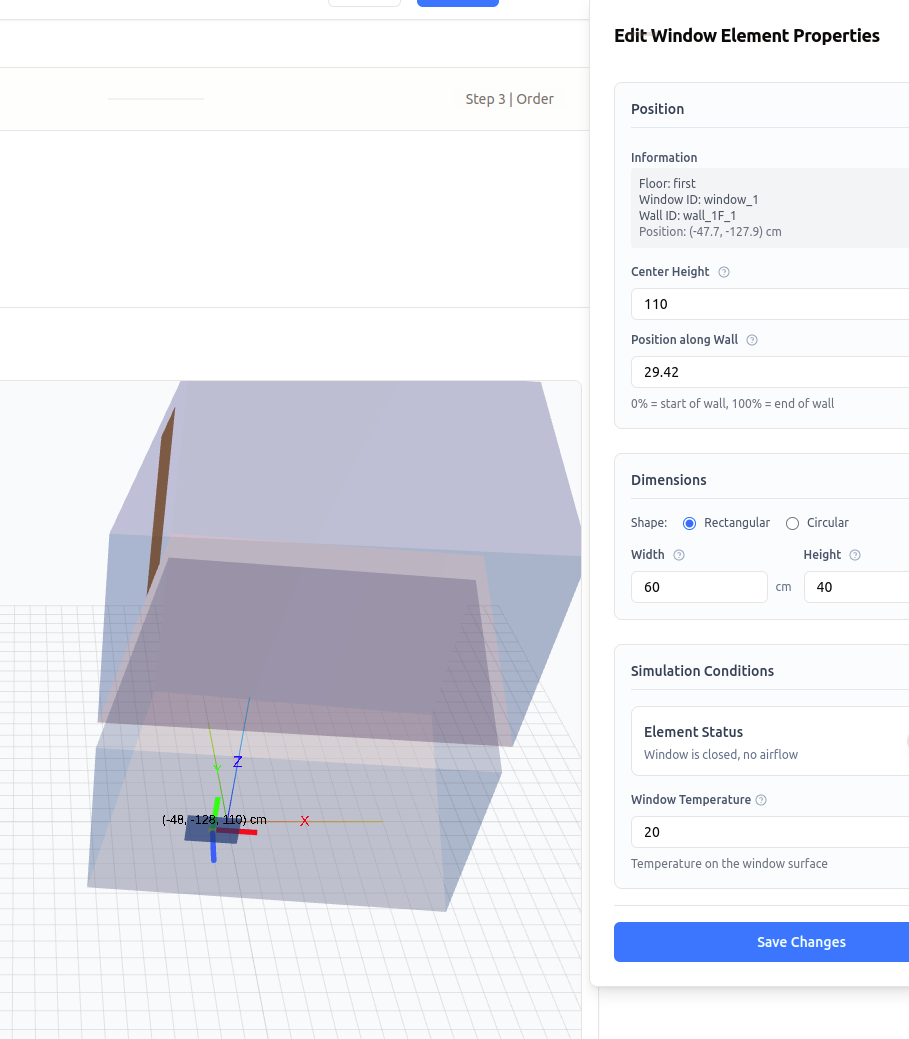 Step 3 | Order
Z
Y
(-48, -128, 110) cm
X
Edit Window Element Properties
Position
Information
Floor: first
Window ID: window_1
Wall ID: wall_1F_1
Position: (-47.7, -127.9) cm
Center Height
110
Position along Wall
29.42
0% = start of wall, 100% = end of wall
Dimensions
Shape: Rectangular Circular
Width Height
60 cm 40
Simulation Conditions
Element Status
Window is closed, no airflow
Window Temperature
20
Temperature on the window surface
Save Changes